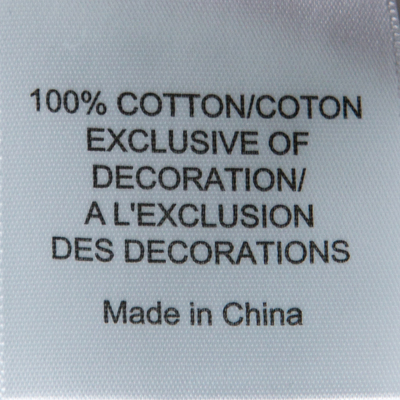 100% COTTON/COTON
EXCLUSIVE OF
DECORATION/
A L'EXCLUSION
DES DECORATIONS
Made in China